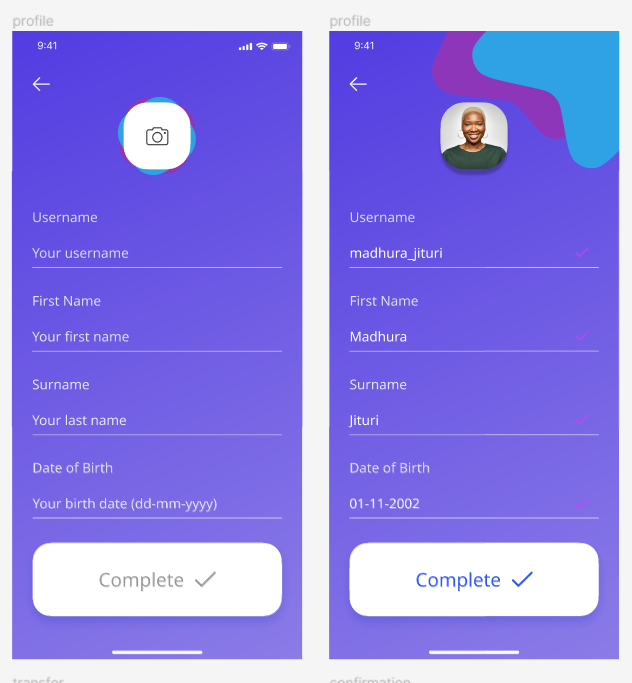 profile
9:41
Username
Your username
First Name
Your first name
Surname
Your last name
Date of Birth
Your birth date (dd-mm-yyyy)
Complete
transfer
profile
9:41
Username
madhura_jituri
First Name
Madhura
Surname
Jituri
Date of Birth
01-11-2002
Complete
confirmation